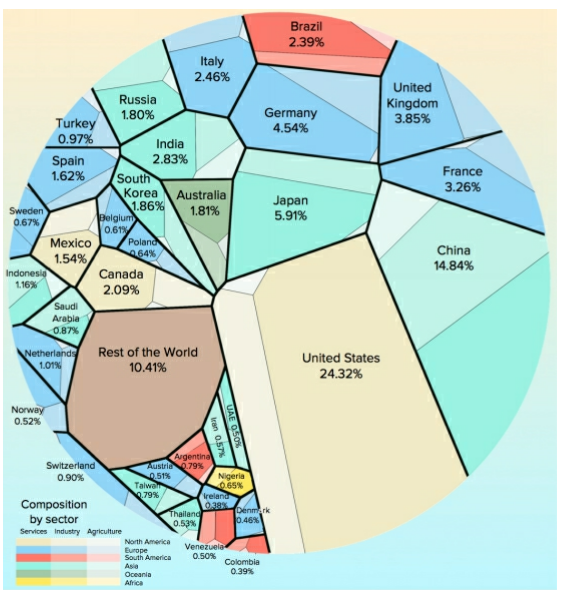 Brazil
2.39%
Italy
2.46%
United
Kingdom
3.85%
Russia
1.80%
Germany
4.54%
Turkey
0.97%
India
2.83%
Spain
1.62%
France
3.26%
South
Korea
1.86%
Australia
1.81%
Japan
5.91%
Sweden
0.67%
Belgium
0.61%
Poland
0.64%
Mexico
1.54%
China
14.84%
Canada
2.09%
Indonesia
1.16%
Saudi
Arabia
0.87%
Netherlands
1.01%
Rest of the World
10.41%
United States
24.32%
Norway
0.52%
Iran 0.57%
UAE 0.50%
Switzerland
0.90%
Austria
0.51%
Argentina
0.79%
Taiwan
0.79%
Nigeria
0.65%
Ireland
0.38%
Denmark
0.46%
Thailand
0.53%
Venezuela
0.50%
Colombia
0.39%
Composition
by sector
Services Industry Agriculture
North America
Europe
South America
Asia
Oceania
Africa